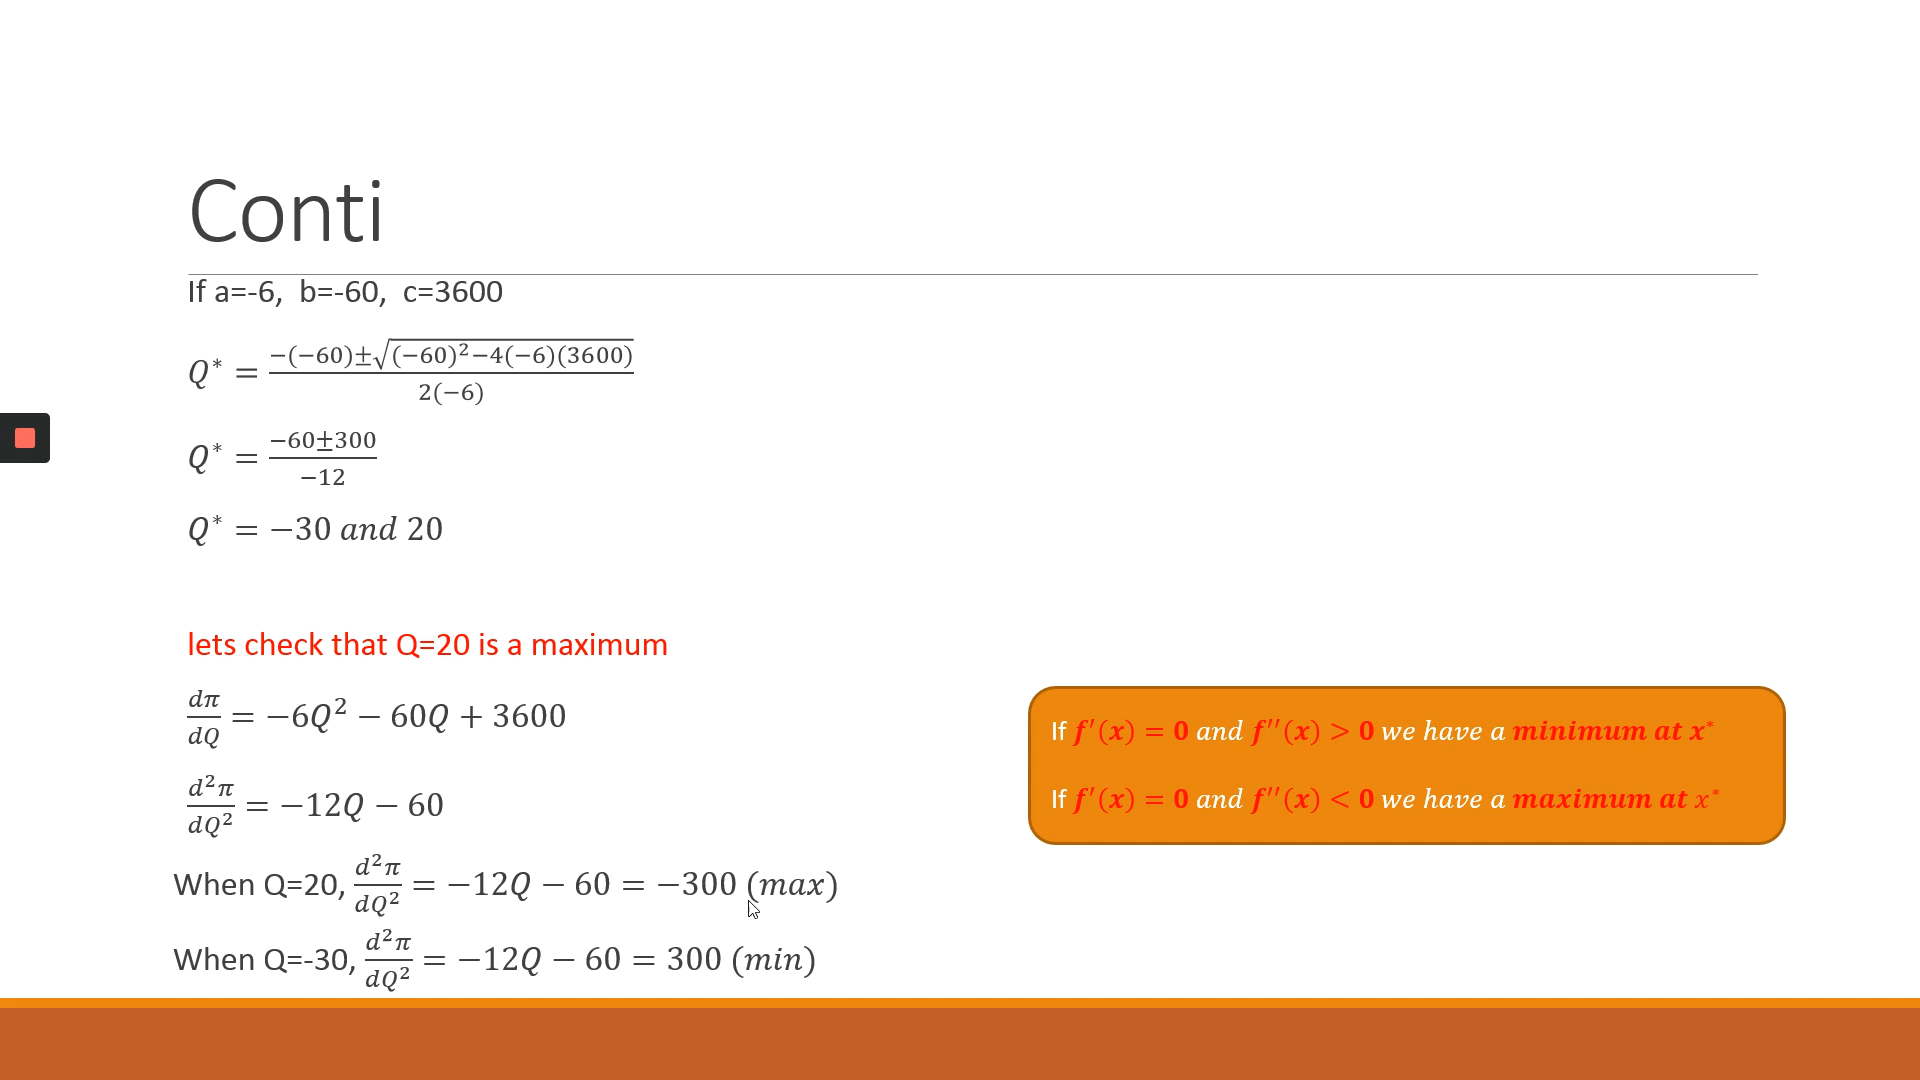 Conti
If a=-6, b=-60, c=3600
Q* = (−(−60)±√((−60)²−4(−6)(3600)))/(2(−6))
Q* = (−60±300)/(−12)
Q* = −30 and 20
lets check that Q=20 is a maximum
dπ/dQ = −6Q² − 60Q + 3600
d²π/dQ² = −12Q − 60
When Q=20, d²π/dQ² = −12Q − 60 = −300 (max)
When Q=-30, d²π/dQ² = −12Q − 60 = 300 (min)
If f′(x) = 0 and f′′(x) > 0 we have a minimum at x*
If f′(x) = 0 and f′′(x) < 0 we have a maximum at x*